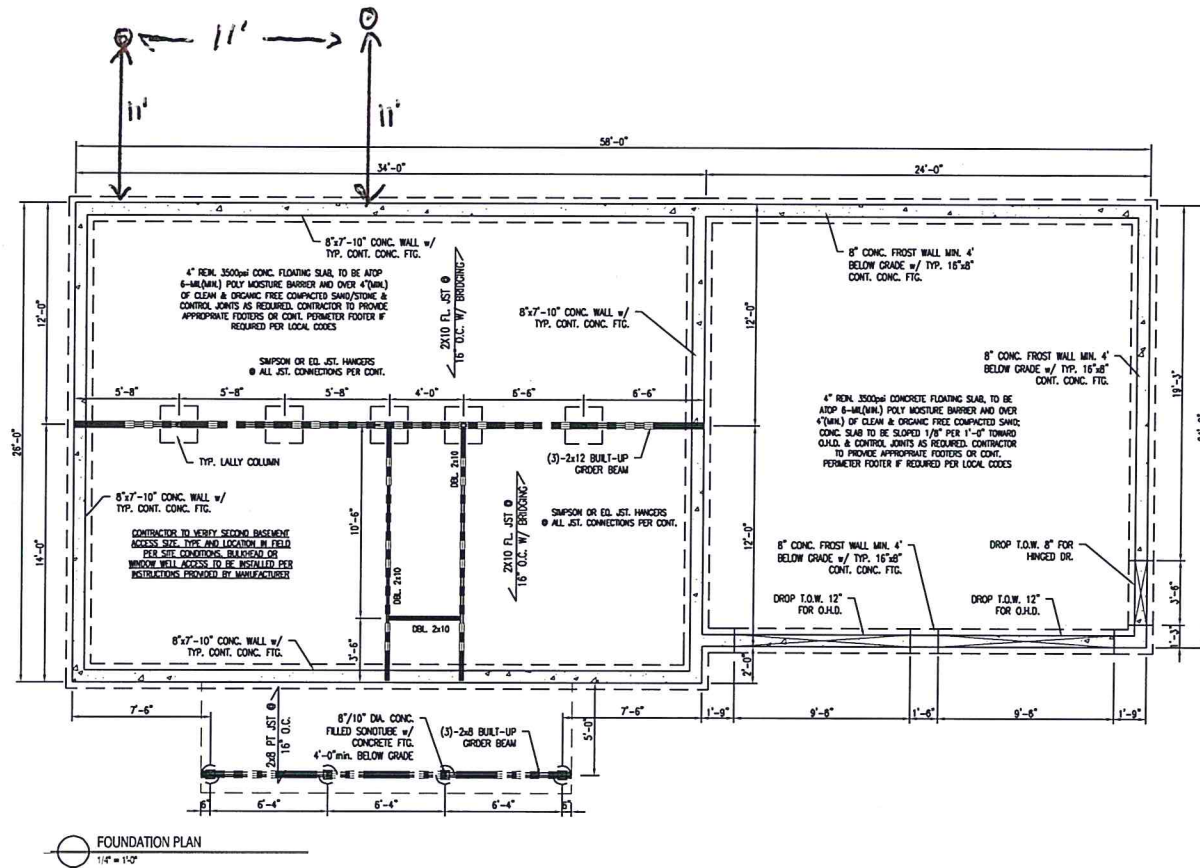 11'
11'
11'
58'-0"
34'-0"
24'-0"
8"x7'-10" CONC. WALL w/
TYP. CONT. CONC. FTG.
4" REIN. 3500psi CONC. FLOATING SLAB, TO BE ATOP
6-MIL(MIN.) POLY MOISTURE BARRIER AND OVER 4"(MIN.)
OF CLEAN & ORGANIC FREE COMPACTED SAND/STONE &
CONTROL JOINTS AS REQUIRED. CONTRACTOR TO PROVIDE
APPROPRIATE FOOTERS OR CONT. PERIMETER FOOTER IF
REQUIRED PER LOCAL CODES
2X10 FL. JST @
16" O.C. W/ BRIDGING
8"x7'-10" CONC. WALL w/
TYP. CONT. CONC. FTG.
SIMPSON OR EQ. JST. HANGERS
@ ALL JST. CONNECTIONS PER CONT.
12'-0"
14'-0"
26'-0"
5'-8"
5'-8"
5'-8"
4'-0"
6'-6"
6'-6"
TYP. LALLY COLUMN
(3)-2x12 BUILT-UP
GIRDER BEAM
8"x7'-10" CONC. WALL w/
TYP. CONT. CONC. FTG.
CONTRACTOR TO VERIFY SECOND BASEMENT
ACCESS SIZE, TYPE AND LOCATION IN FIELD
PER SITE CONDITIONS. BULKHEAD OR
WINDOW WELL ACCESS TO BE INSTALLED PER
INSTRUCTIONS PROVIDED BY MANUFACTURER
10'-6"
3'-6"
DBL. 2x10
DBL. 2x10
DBL. 2x10
2X10 FL. JST @
16" O.C. W/ BRIDGING
SIMPSON OR EQ. JST. HANGERS
@ ALL JST. CONNECTIONS PER CONT.
8"x7'-10" CONC. WALL w/
TYP. CONT. CONC. FTG.
12'-0"
12'-0"
2'-0"
8" CONC. FROST WALL MIN. 4'
BELOW GRADE w/ TYP. 16"x8"
CONT. CONC. FTG.
8" CONC. FROST WALL MIN. 4'
BELOW GRADE w/ TYP. 16"x8"
CONT. CONC. FTG.
4" REIN. 3500psi CONCRETE FLOATING SLAB, TO BE
ATOP 6-MIL(MIN.) POLY MOISTURE BARRIER AND OVER
4"(MIN.) OF CLEAN & ORGANIC FREE COMPACTED SAND;
CONC. SLAB TO BE SLOPED 1/8" PER 1'-0" TOWARD
O.H.D. & CONTROL JOINTS AS REQUIRED. CONTRACTOR
TO PROVIDE APPROPRIATE FOOTERS OR CONT.
PERIMETER FOOTER IF REQUIRED PER LOCAL CODES
8" CONC. FROST WALL MIN. 4'
BELOW GRADE w/ TYP. 16"x8"
CONT. CONC. FTG.
DROP T.O.W. 8" FOR
HINGED DR.
DROP T.O.W. 12"
FOR O.H.D.
DROP T.O.W. 12"
FOR O.H.D.
19'-3"
3'-6"
1'-3"
7'-6"
2x8 PT JST @
16" O.C.
8"/10" DIA. CONC.
FILLED SONOTUBE w/
CONCRETE FTG.
4'-0"min. BELOW GRADE
(3)-2x8 BUILT-UP
GIRDER BEAM
7'-6"
5'-0"
1'-9"
9'-6"
1'-6"
9'-6"
1'-9"
6"
6'-4"
6'-4"
6'-4"
6"
FOUNDATION PLAN
1/4" = 1'-0"